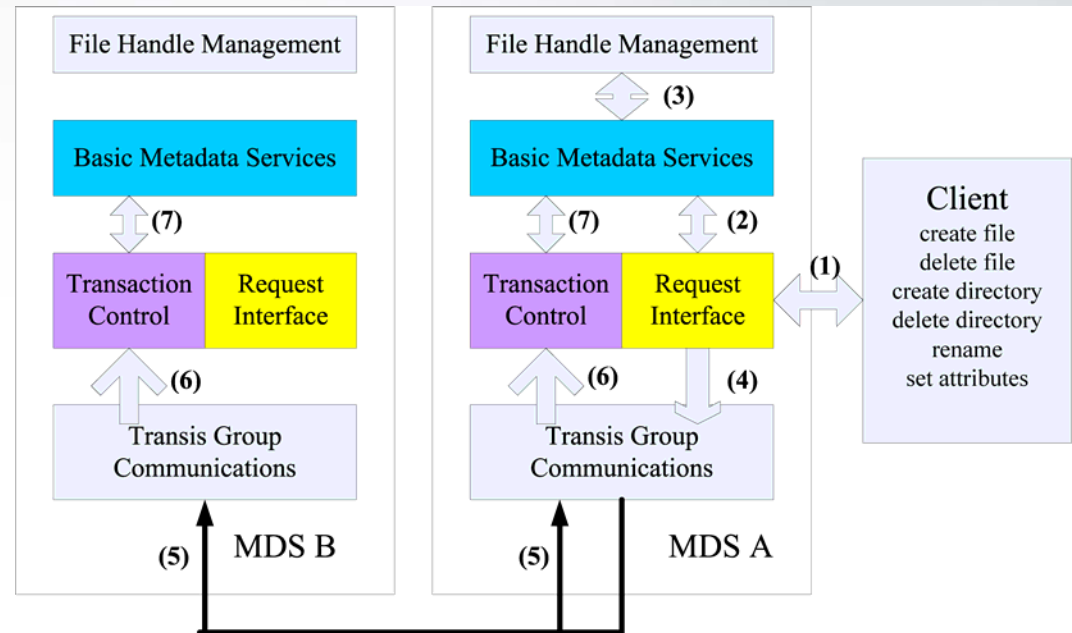 File Handle Management
Basic Metadata Services
(7)
Transaction
Control
Request
Interface
(6)
Transis Group
Communications
(5)
MDS B
File Handle Management
(3)
Basic Metadata Services
(7)
(2)
Transaction
Control
Request
Interface
(6)
(4)
Transis Group
Communications
(5)
MDS A
(1)
Client
create file
delete file
create directory
delete directory
rename
set attributes